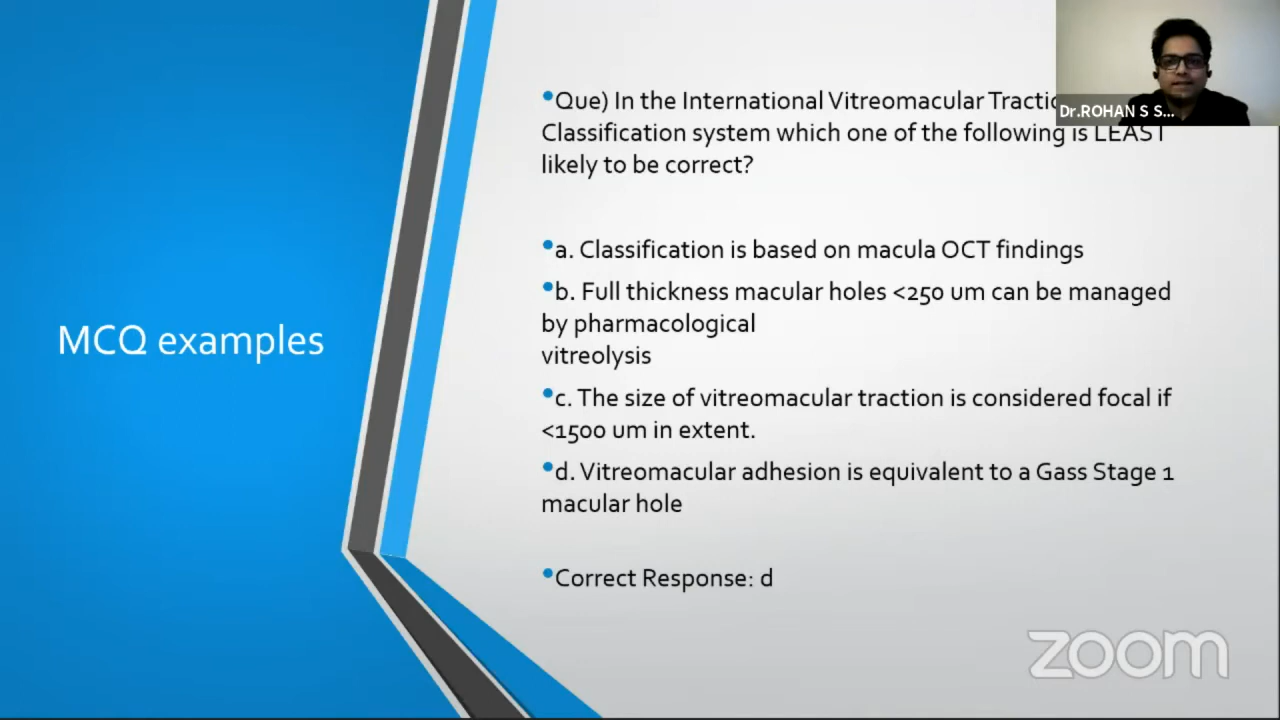 MCQ examples
•Que) In the International Vitreomacular
Classification system which one of the following is LEAST
likely to be correct?
•a. Classification is based on macula OCT findings
•b. Full thickness macular holes <250 um can be managed
by pharmacological
vitreolysis
•c. The size of vitreomacular traction is considered focal if
<1500 um in extent.
•d. Vitreomacular adhesion is equivalent to a Gass Stage 1
macular hole
•Correct Response: d
Dr.ROHAN S S...
zoom